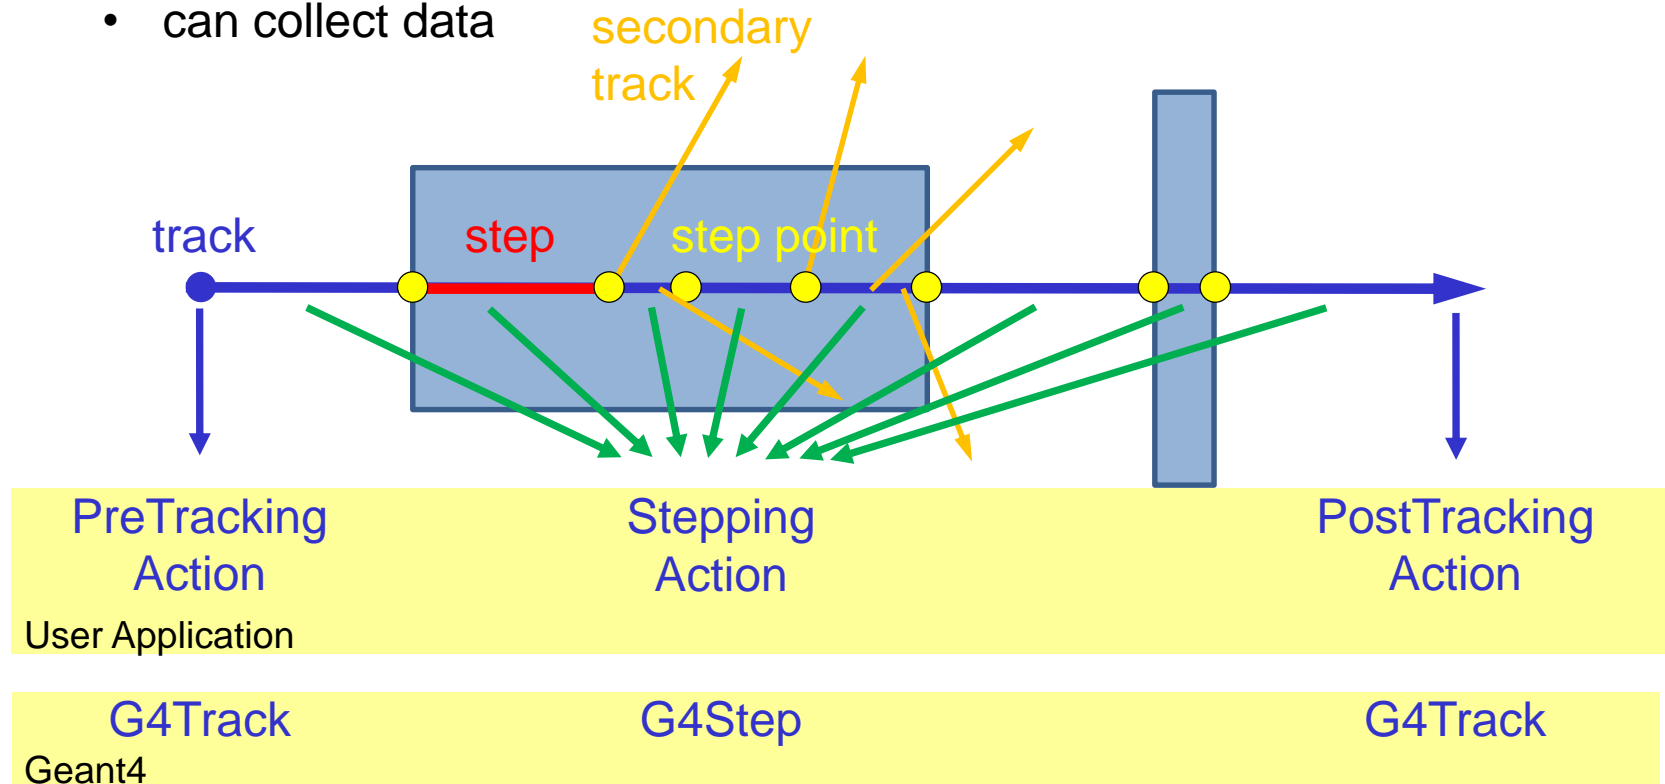 • can collect data
secondary
track
track
step
step point
PreTracking
Action
Stepping
Action
PostTracking
Action
User Application
G4Track
G4Step
G4Track
Geant4